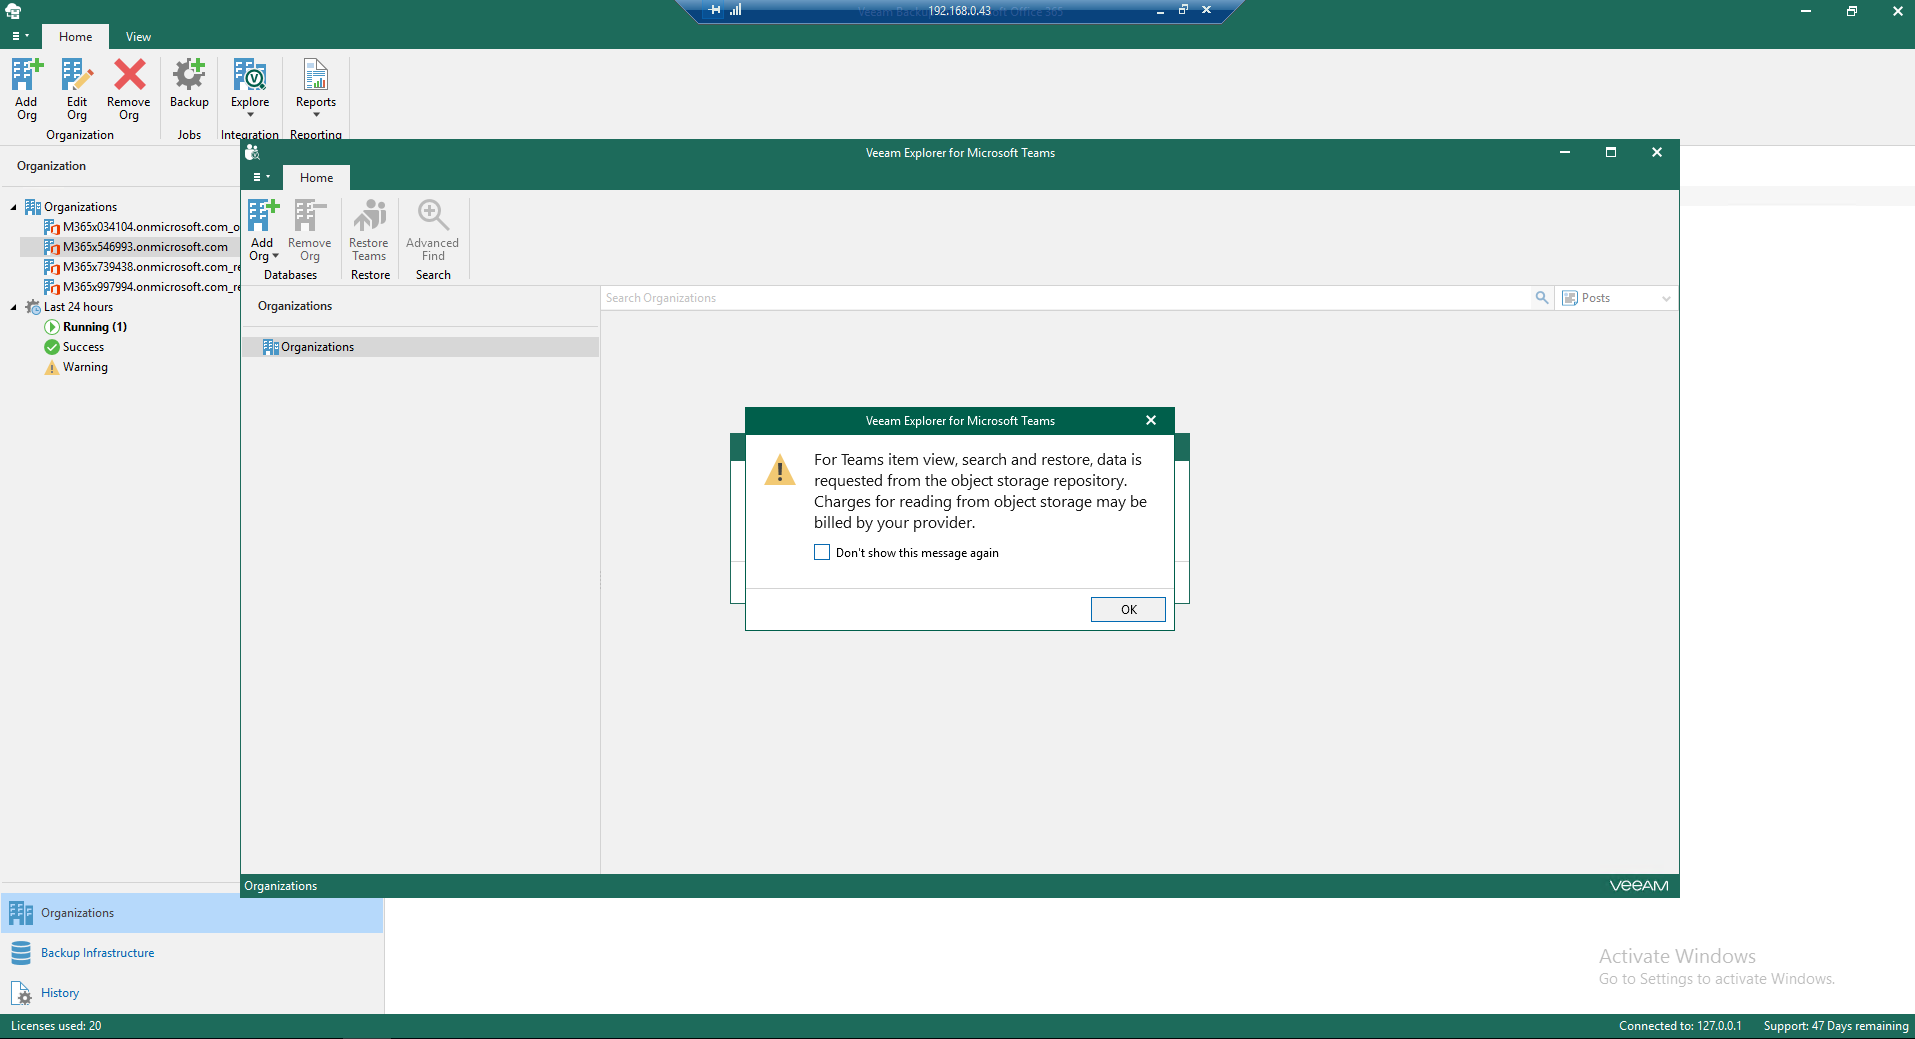 Veeam Backup for Microsoft Office 365
192.168.0.43
Home
View
Add Org
Edit Org
Remove Org
Backup
Explore
Reports
Organization
Jobs
Integration
Reporting
Organization
Organizations
M365x034104.onmicrosoft.com_o
M365x546993.onmicrosoft.com
M365x739438.onmicrosoft.com_re
M365x997994.onmicrosoft.com_re
Last 24 hours
Running (1)
Success
Warning
Veeam Explorer for Microsoft Teams
Home
Add Org
Remove Org
Restore Teams
Advanced Find
Databases
Restore
Search
Organizations
Search Organizations
Posts
Organizations
Veeam Explorer for Microsoft Teams
For Teams item view, search and restore, data is
requested from the object storage repository.
Charges for reading from object storage may be
billed by your provider.
Don't show this message again
OK
Organizations
VEEAM
Organizations
Backup Infrastructure
History
Activate Windows
Go to Settings to activate Windows.
Licenses used: 20
Connected to: 127.0.0.1
Support: 47 Days remaining